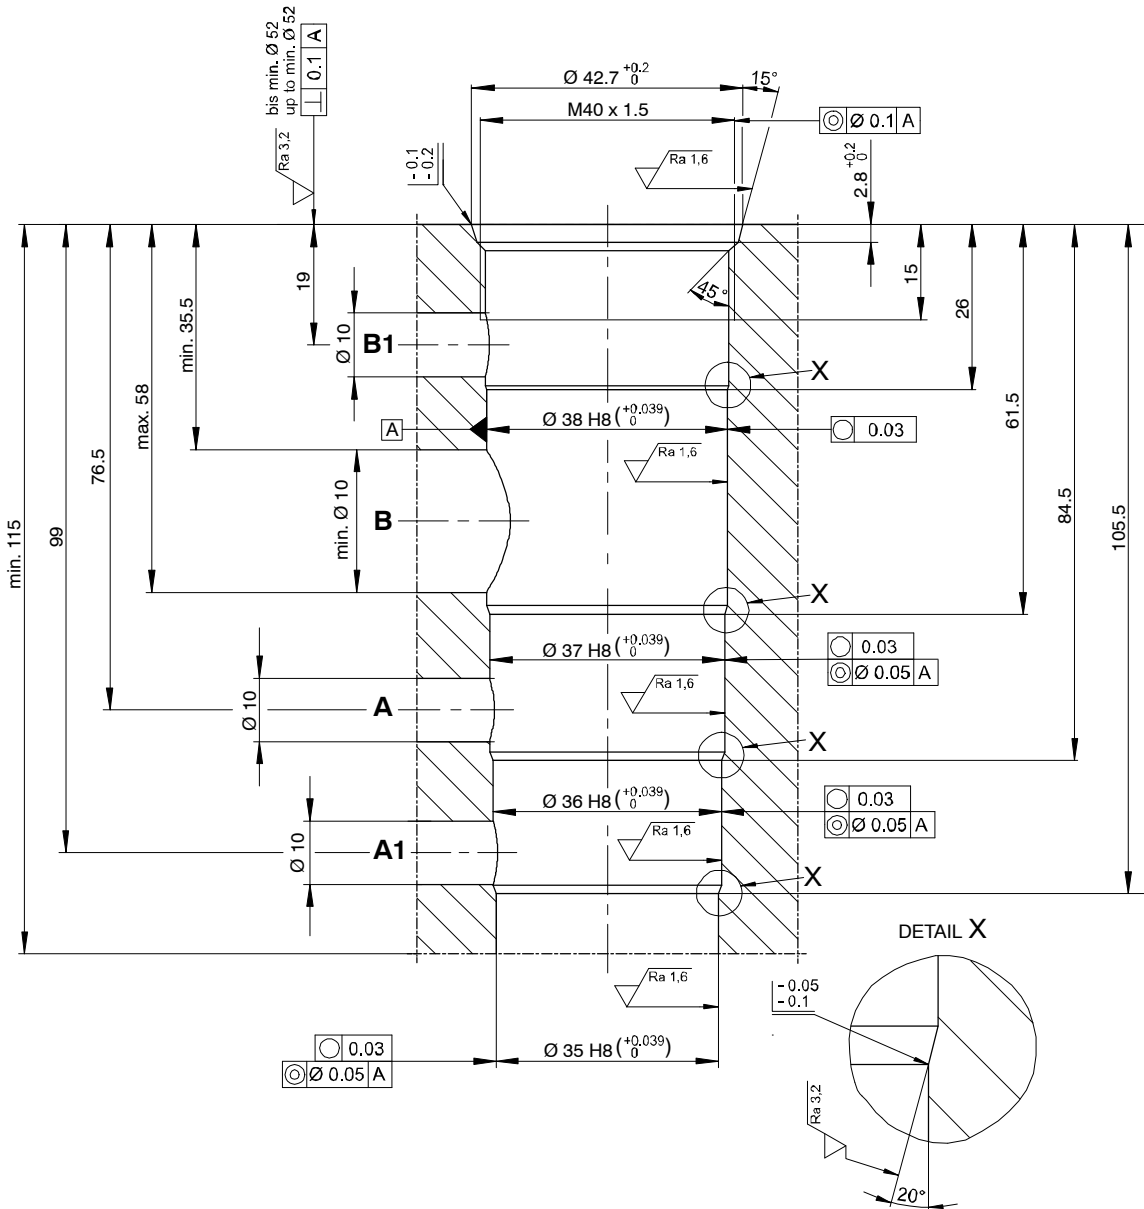 bis min. Ø 52
up to min. Ø 52
⊥ 0.1 A
Ra 3,2
Ø 42.7 +0.2 0
15°
M40 x 1.5
◎ Ø 0.1 A
-0.1
-0.2
Ra 1,6
2.8 +0.2 0
19
15
45°
26
min. 35.5
Ø 10
B1
X
max. 58
A
Ø 38 H8 (+0.039 0)
○ 0.03
61.5
76.5
Ra 1,6
min. Ø 10
B
84.5
105.5
99
min. 115
X
Ø 37 H8 (+0.039 0)
○ 0.03
◎ Ø 0.05 A
Ø 10
A
Ra 1,6
X
Ø 36 H8 (+0.039 0)
○ 0.03
◎ Ø 0.05 A
Ø 10
A1
Ra 1,6
X
DETAIL X
Ra 1,6
-0.05
-0.1
○ 0.03
◎ Ø 0.05 A
Ø 35 H8 (+0.039 0)
Ra 3,2
20°